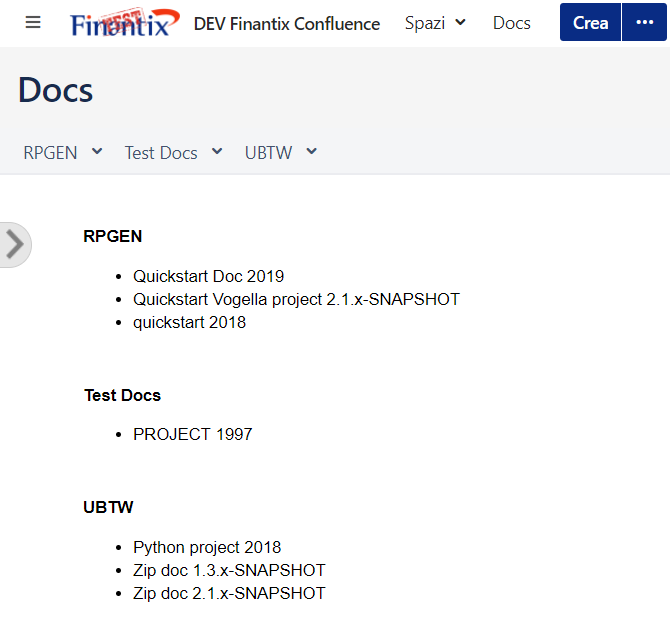 Finantix TEST DEV Finantix Confluence Spazi Docs Crea ...
Docs
RPGEN Test Docs UBTW
RPGEN
• Quickstart Doc 2019
• Quickstart Vogella project 2.1.x-SNAPSHOT
• quickstart 2018
Test Docs
• PROJECT 1997
UBTW
• Python project 2018
• Zip doc 1.3.x-SNAPSHOT
• Zip doc 2.1.x-SNAPSHOT